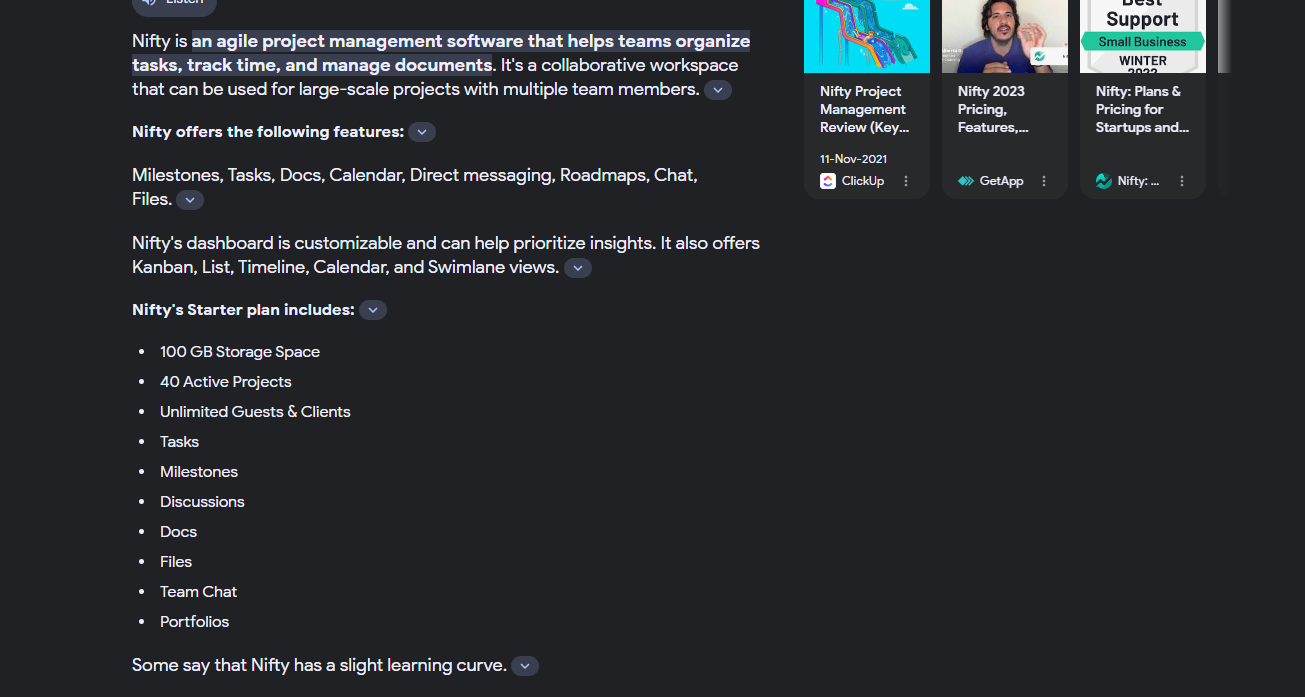 Listen
Nifty is an agile project management software that helps teams organize
tasks, track time, and manage documents. It's a collaborative workspace
that can be used for large-scale projects with multiple team members.
Nifty offers the following features:
Milestones, Tasks, Docs, Calendar, Direct messaging, Roadmaps, Chat,
Files.
Nifty's dashboard is customizable and can help prioritize insights. It also offers
Kanban, List, Timeline, Calendar, and Swimlane views.
Nifty's Starter plan includes:
• 100 GB Storage Space
• 40 Active Projects
• Unlimited Guests & Clients
• Tasks
• Milestones
• Discussions
• Docs
• Files
• Team Chat
• Portfolios
Some say that Nifty has a slight learning curve.
Nifty Project
Management
Review (Key...
11-Nov-2021
ClickUp
Nifty 2023
Pricing,
Features,...
GetApp
Best
Support
Small Business
WINTER
2022
Nifty: Plans &
Pricing for
Startups and...
Nifty: ...